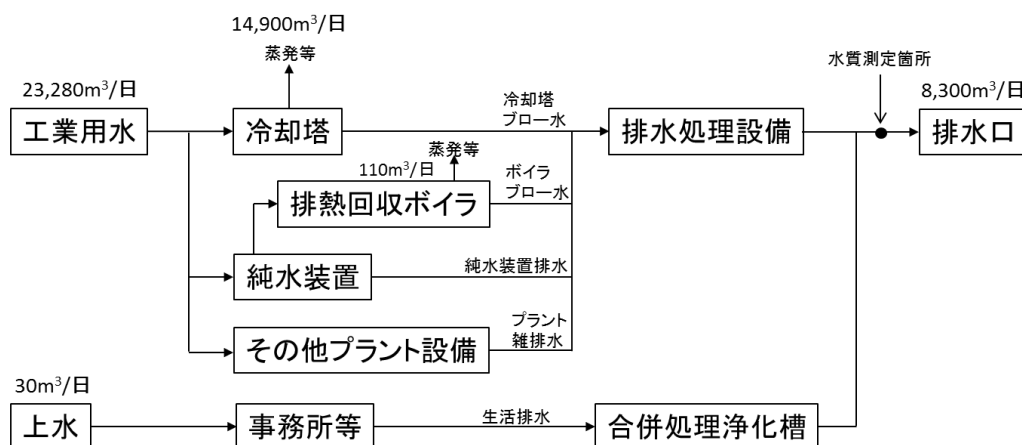 14,900m³/日
蒸発等
水質測定箇所
23,280m³/日
冷却塔
ブロー水
8,300m³/日
工業用水
冷却塔
排水処理設備
排水口
蒸発等
110m³/日
ボイラ
ブロー水
排熱回収ボイラ
純水装置
純水装置排水
プラント
雑排水
その他プラント設備
30m³/日
上水
事務所等
生活排水
合併処理浄化槽